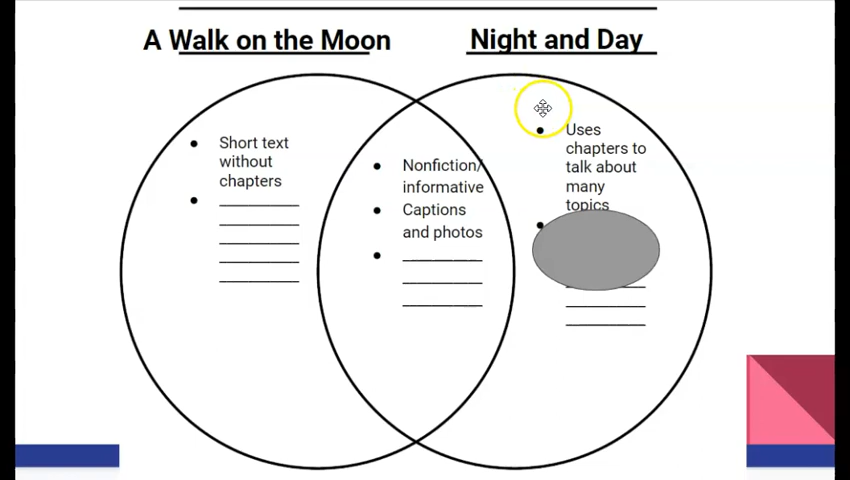 A Walk on the Moon
Night and Day
Short text
without
chapters
Nonfiction/
informative
Captions
and photos
Uses
chapters to
talk about
many
topics